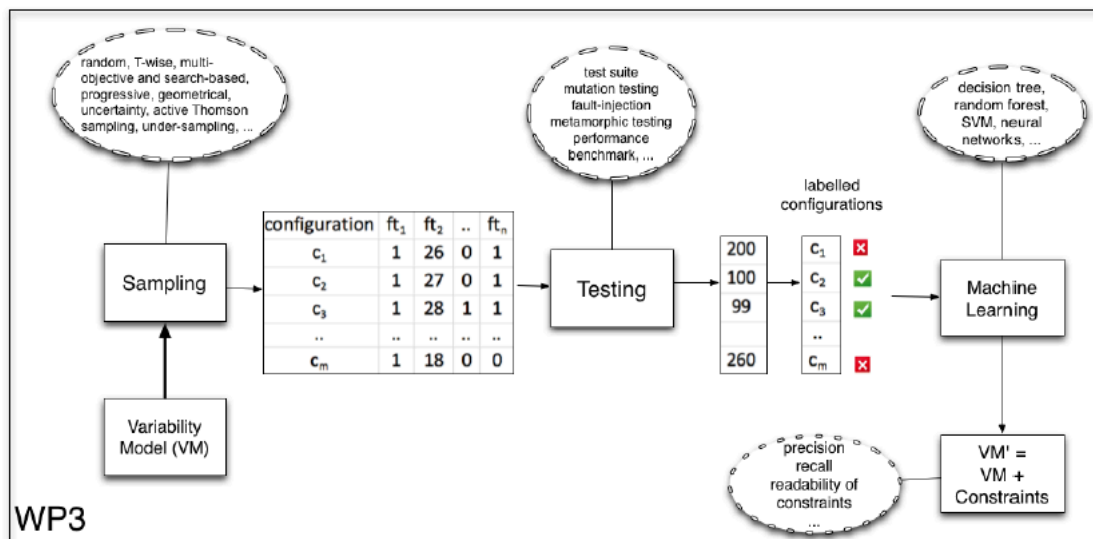 random, T-wise, multi-
objective and search-based,
progressive, geometrical,
uncertainty, active Thomson
sampling, under-sampling, ...
test suite
mutation testing
fault-injection
metamorphic testing
performance
benchmark, ...
decision tree,
random forest,
SVM, neural
networks, ...
labelled
configurations
configuration ft1 ft2 .. ftn
c1 1 26 0 1
c2 1 27 0 1
c3 1 28 1 1
.. .. .. .. ..
cm 1 18 0 0
Sampling
Testing
200
100
99
..
260
c1
c2
c3
..
cm
Machine
Learning
Variability
Model (VM)
precision
recall
readability of
constraints
...
VM' =
VM +
Constraints
WP3